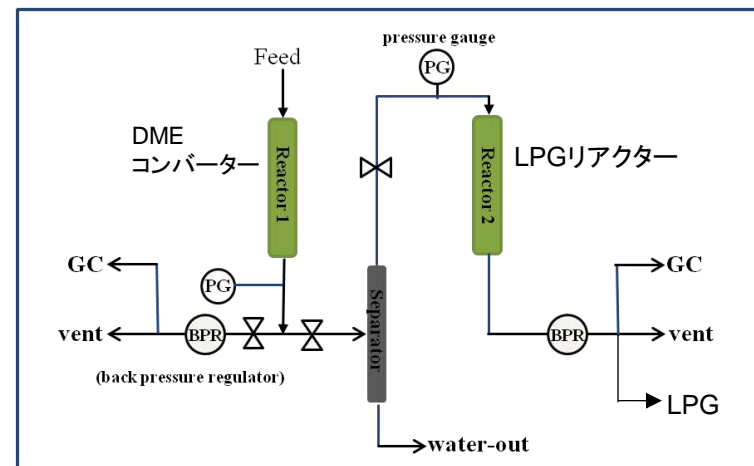 pressure gauge
PG
Feed
DME
コンバーター
Reactor 1
Reactor 2
LPGリアクター
GC
PG
vent
BPR
(back pressure regulator)
Separator
GC
BPR
vent
LPG
water-out